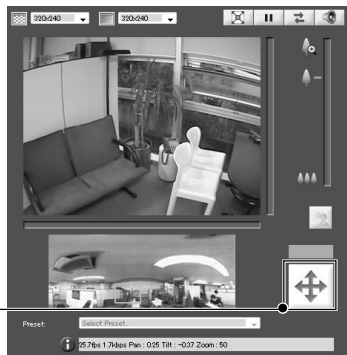 320x240 320x240
Preset: Select Preset
i 25.7fps 1.7kbps Pan : 0.25 Tilt : -0.37 Zoom : 50